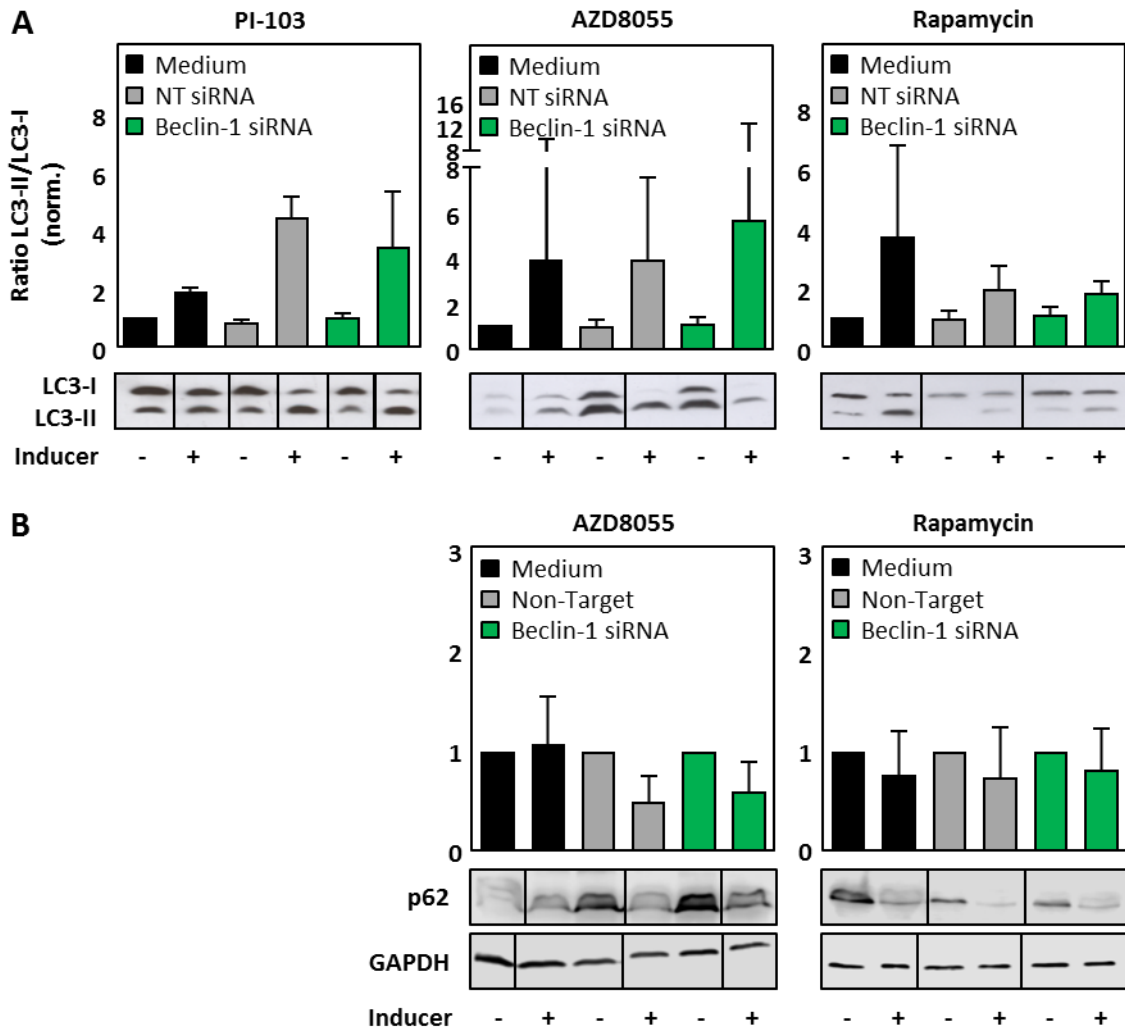 A
PI-103
AZD8055
Rapamycin
Ratio LC3-II/LC3-I
(norm.)
8
6
4
2
0
Medium
NT siRNA
Beclin-1 siRNA
16
12
8
8
6
4
2
0
Medium
NT siRNA
Beclin-1 siRNA
8
6
4
2
0
Medium
NT siRNA
Beclin-1 siRNA
LC3-I
LC3-II
Inducer - + - + - + - + - + - + - + - + - +
B
AZD8055
Rapamycin
3
2
1
0
Medium
Non-Target
Beclin-1 siRNA
3
2
1
0
Medium
Non-Target
Beclin-1 siRNA
p62
GAPDH
Inducer - + - + - + - + - + - +